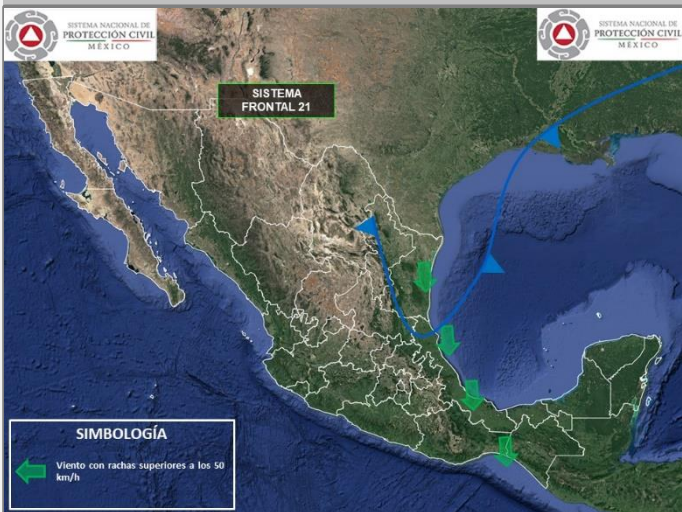 SISTEMA NACIONAL DE
PROTECCIÓN CIVIL
MÉXICO
SISTEMA NACIONAL DE
PROTECCIÓN CIVIL
MÉXICO
SISTEMA
FRONTAL 21
SIMBOLOGÍA
Viento con rachas superiores a los 50
km/h